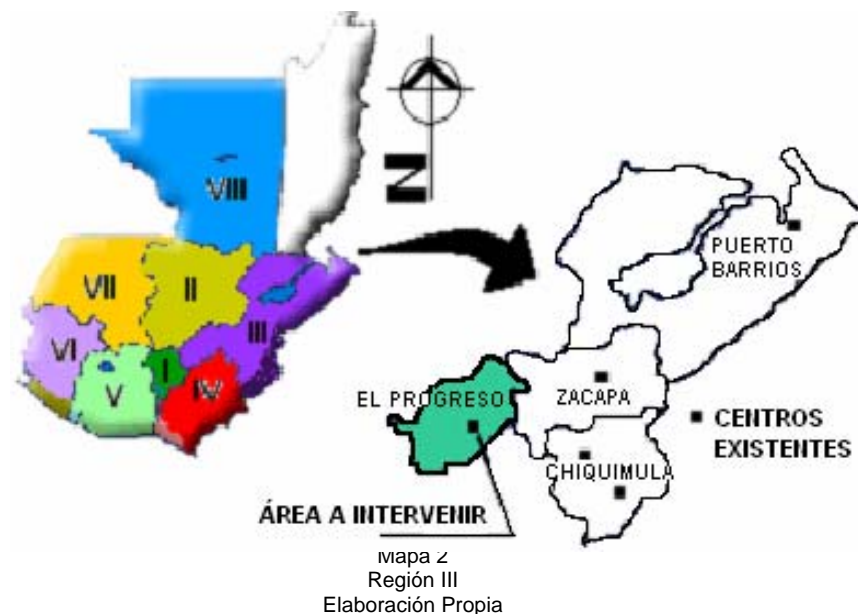 VIII
N
VII
II
III
VI
I
V
IV
PUERTO
BARRIOS
EL PROGRESO
ZACAPA
CENTROS
EXISTENTES
CHIQUIMULA
ÁREA A INTERVENIR
Mapa 2
Región III
Elaboración Propia